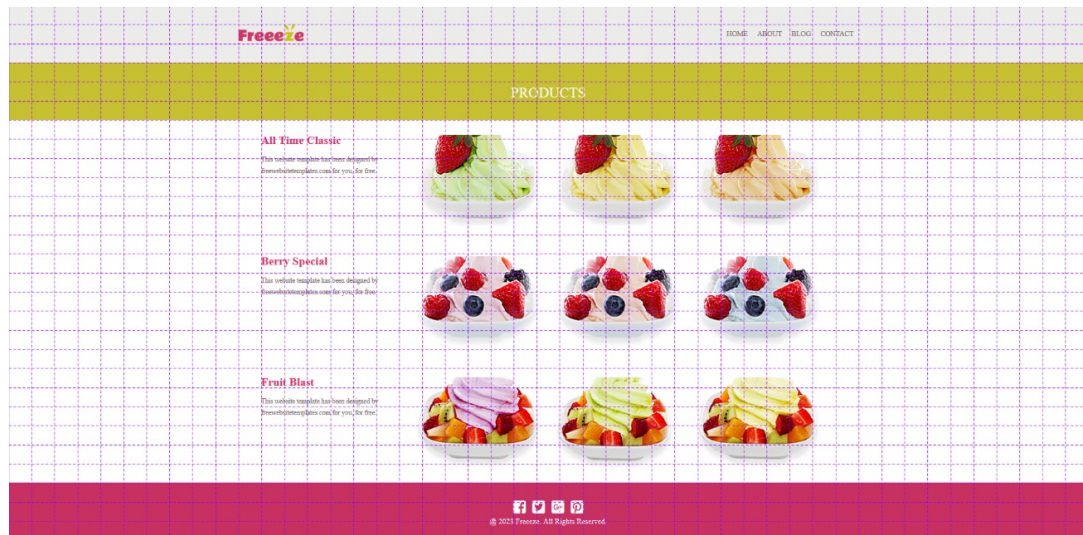 Freeeze
HOME ABOUT BLOG CONTACT
PRODUCTS
All Time Classic
This website template has been designed by
freewebsitetemplates.com for you, for free.
Berry Special
This website template has been designed by
freewebsitetemplates.com for you, for free.
Fruit Blast
This website template has been designed by
freewebsitetemplates.com for you, for free.
@ 2023 Freeeze. All Rights Reserved.